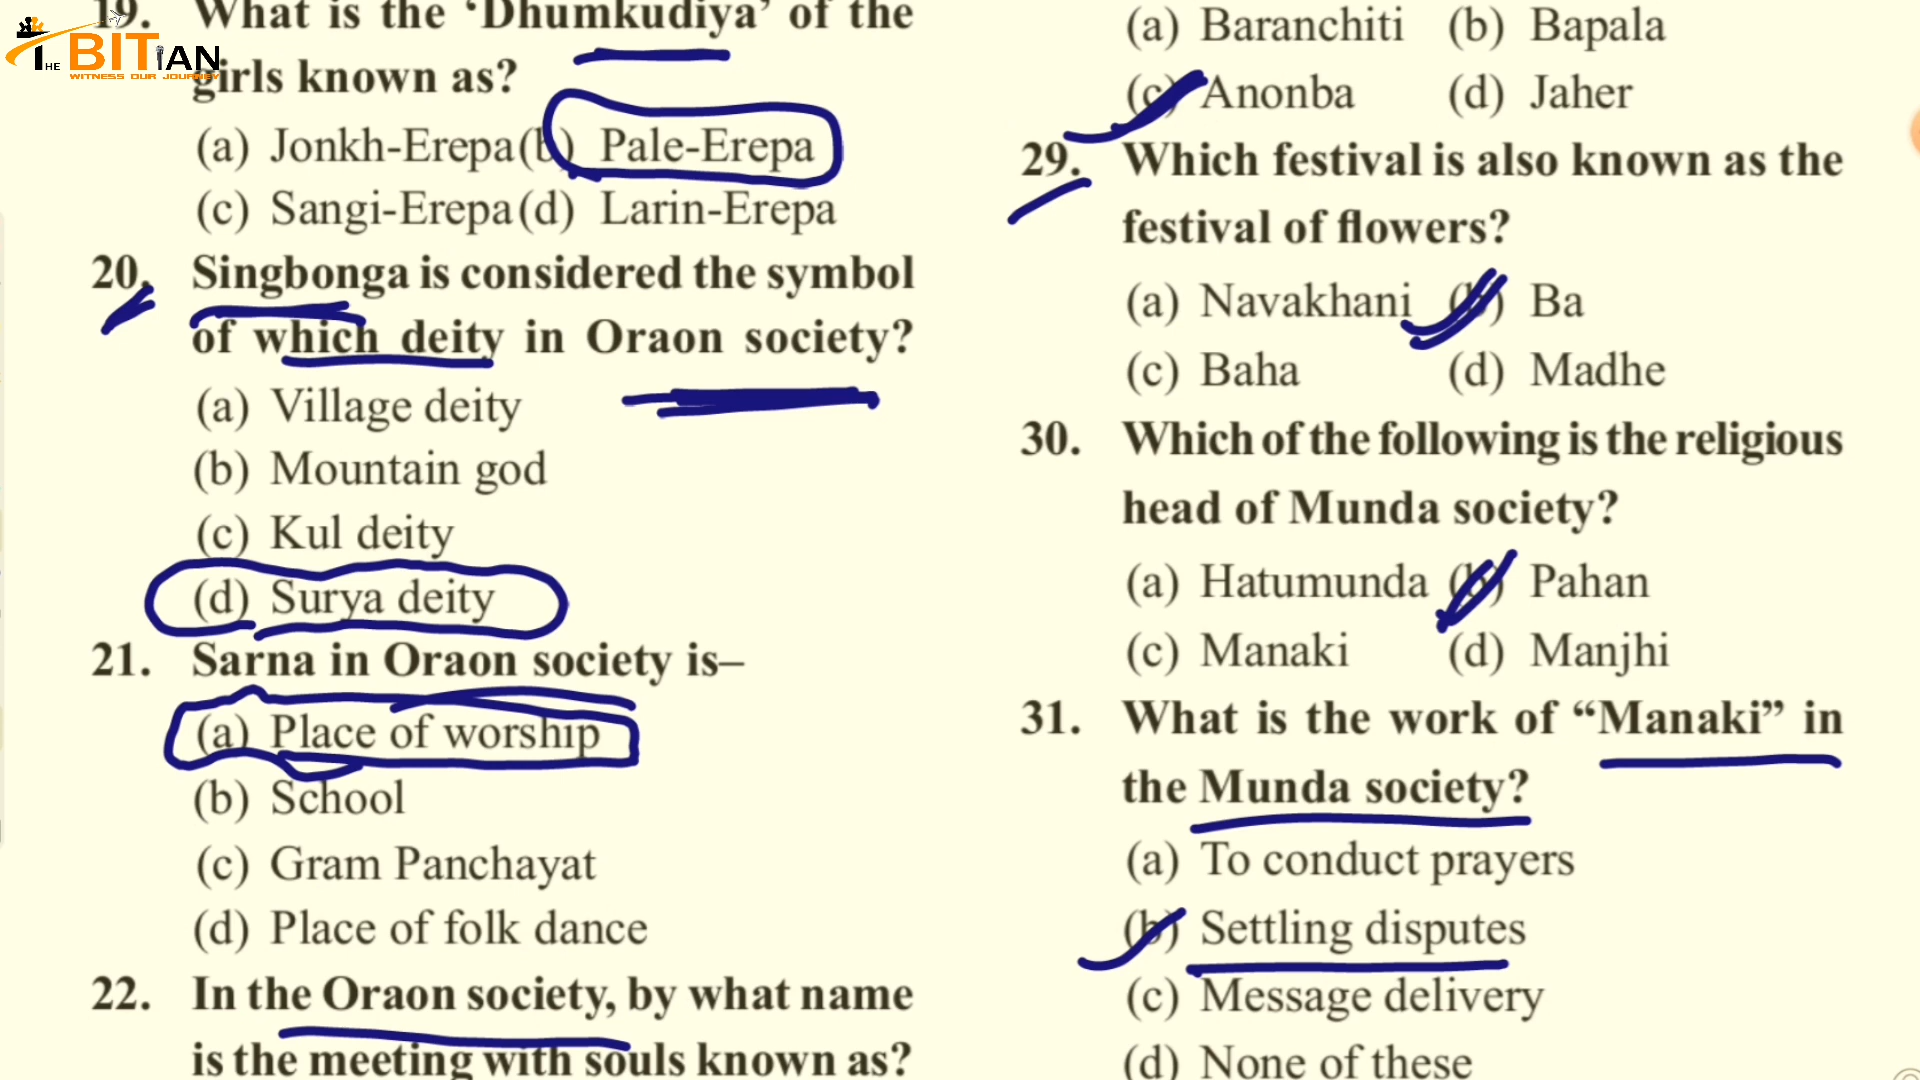 THE BITIAN
WITNESS OUR JOURNEY
19. What is the ‘Dhumkudiya’ of the
girls known as?
(a) Jonkh-Erepa (b) Pale-Erepa
(c) Sangi-Erepa (d) Larin-Erepa
20. Singbonga is considered the symbol
of which deity in Oraon society?
(a) Village deity
(b) Mountain god
(c) Kul deity
(d) Surya deity
21. Sarna in Oraon society is–
(a) Place of worship
(b) School
(c) Gram Panchayat
(d) Place of folk dance
22. In the Oraon society, by what name
is the meeting with souls known as?
(a) Baranchiti (b) Bapala
(c) Anonba (d) Jaher
29. Which festival is also known as the
festival of flowers?
(a) Navakhani (b) Ba
(c) Baha (d) Madhe
30. Which of the following is the religious
head of Munda society?
(a) Hatumunda (b) Pahan
(c) Manaki (d) Manjhi
31. What is the work of “Manaki” in
the Munda society?
(a) To conduct prayers
(b) Settling disputes
(c) Message delivery
(d) None of these